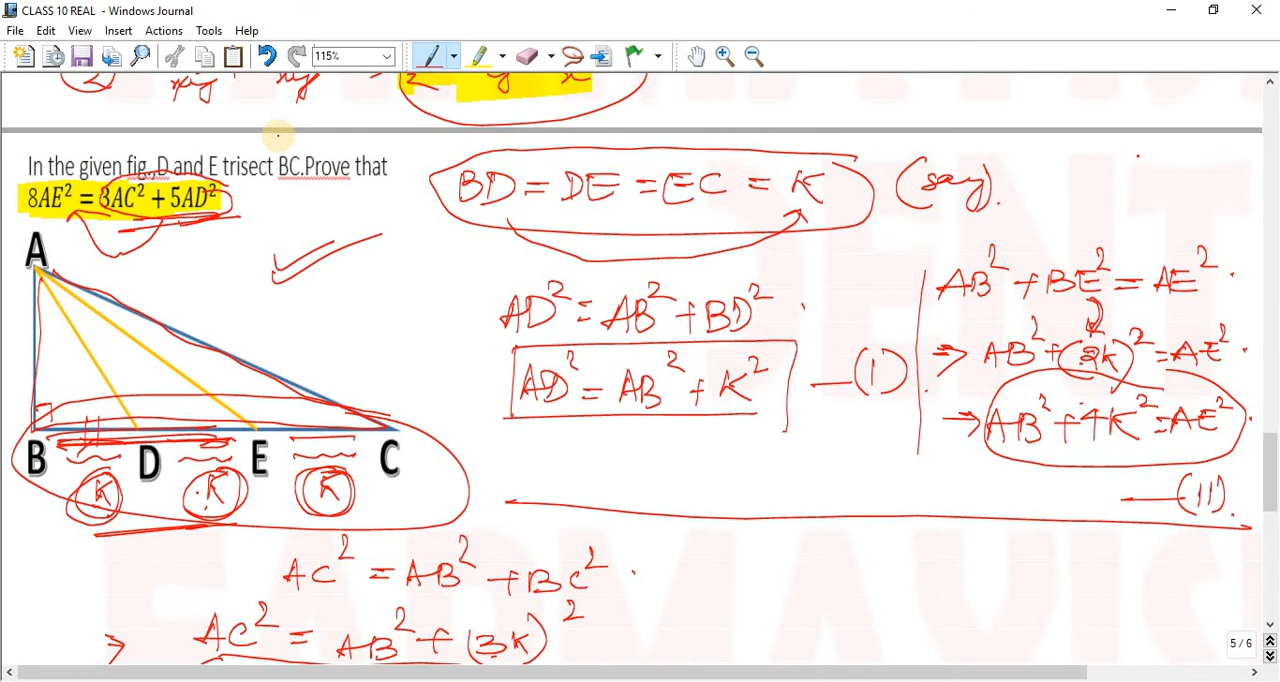 CLASS 10 REAL - Windows Journal
File Edit View Insert Actions Tools Help
115%
In the given fig.,D and E trisect BC.Prove that
8AE² = 3AC² + 5AD²
BD = DE = EC = K (say).
A
B D E C
K K K
AD² = AB² + BD²
AD² = AB² + K² —(I)
AB² + BE² = AE²
⇒ AB² + (2K)² = AE²
→ AB² + 4K² = AE²
—(II).
AC² = AB² + BC²
⇒ AC² = AB² + (3K)²
5 / 6